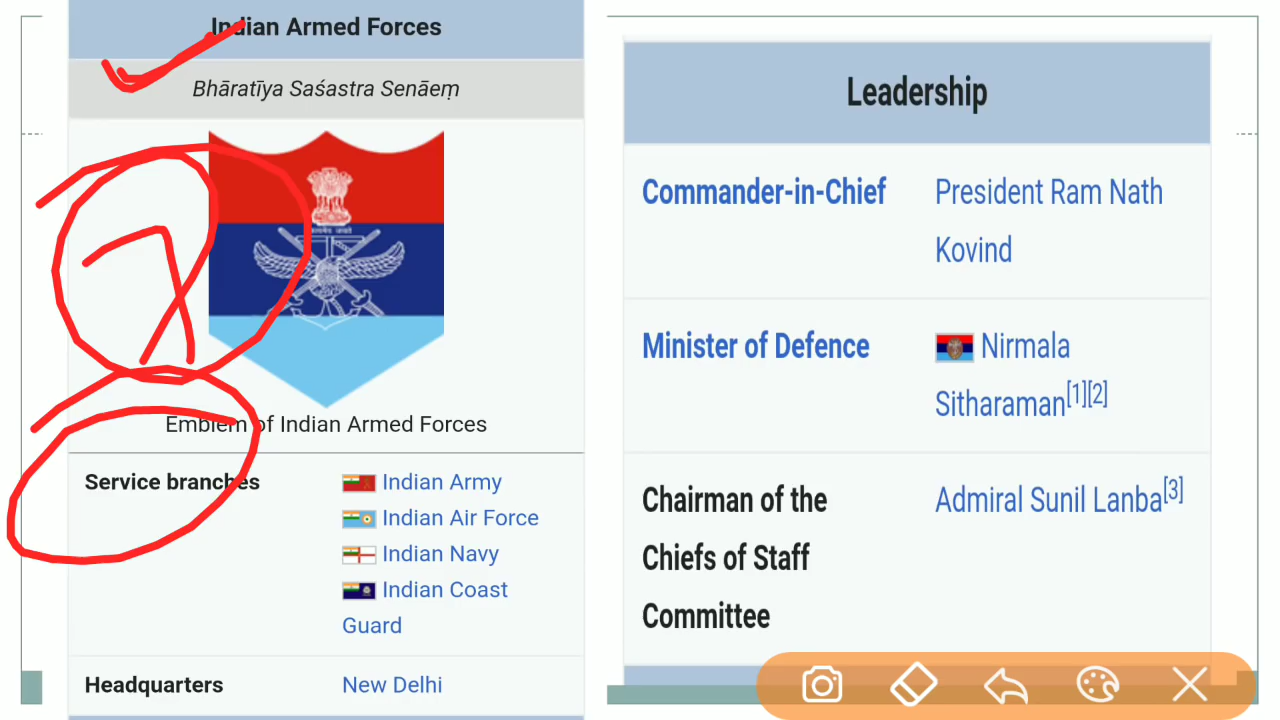 Indian Armed Forces
Bhāratīya Saśastra Senāeṃ
Emblem of Indian Armed Forces
Service branches
Indian Army
Indian Air Force
Indian Navy
Indian Coast
Guard
Headquarters
New Delhi
Leadership
Commander-in-Chief
President Ram Nath
Kovind
Minister of Defence
Nirmala
Sitharaman[1][2]
Chairman of the
Chiefs of Staff
Committee
Admiral Sunil Lanba[3]